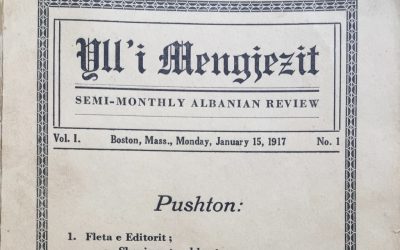 Yll'i Mengjezit
SEMI-MONTHLY ALBANIAN REVIEW
Vol. I. Boston, Mass., Monday, January 15, 1917 No. 1
Pushton:
1. Fleta e Editorit;